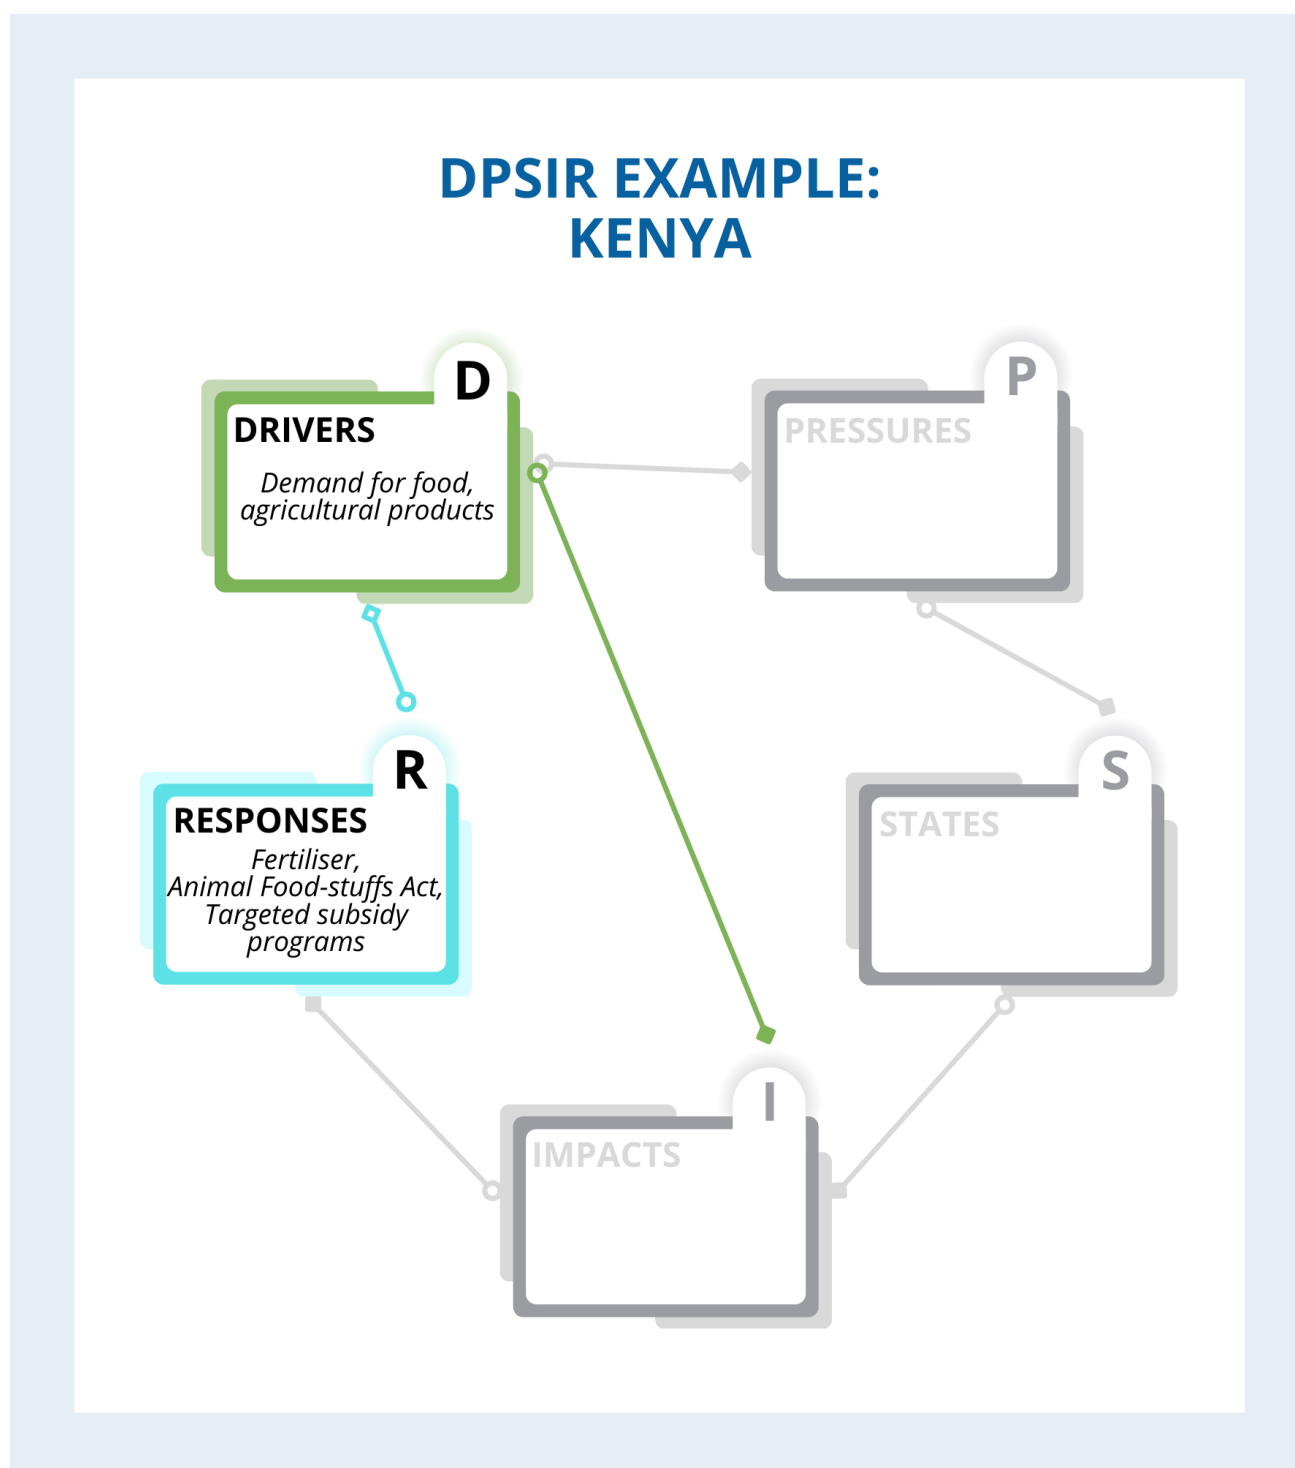 DPSIR EXAMPLE:
KENYA
D
DRIVERS
Demand for food,
agricultural products
P
PRESSURES
R
RESPONSES
Fertiliser,
Animal Food-stuffs Act,
Targeted subsidy
programs
S
STATES
I
IMPACTS